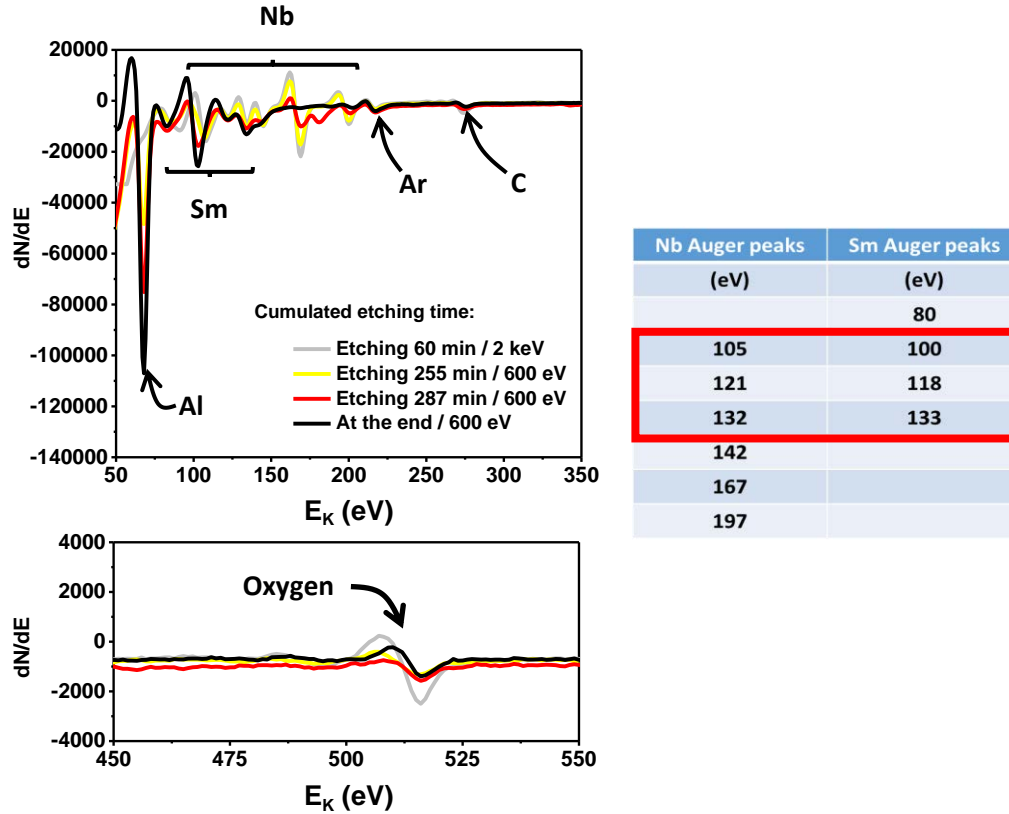 Nb
20000
0
-20000
-40000
-60000
-80000
-100000
-120000
-140000
dN/dE
Sm
Ar
C
Al
Cumulated etching time:
Etching 60 min / 2 keV
Etching 255 min / 600 eV
Etching 287 min / 600 eV
At the end / 600 eV
50 100 150 200 250 300 350
E_K (eV)
Nb Auger peaks Sm Auger peaks
(eV) (eV)
80
105 100
121 118
132 133
142
167
197
4000
2000
0
-2000
-4000
dN/dE
Oxygen
450 475 500 525 550
E_K (eV)